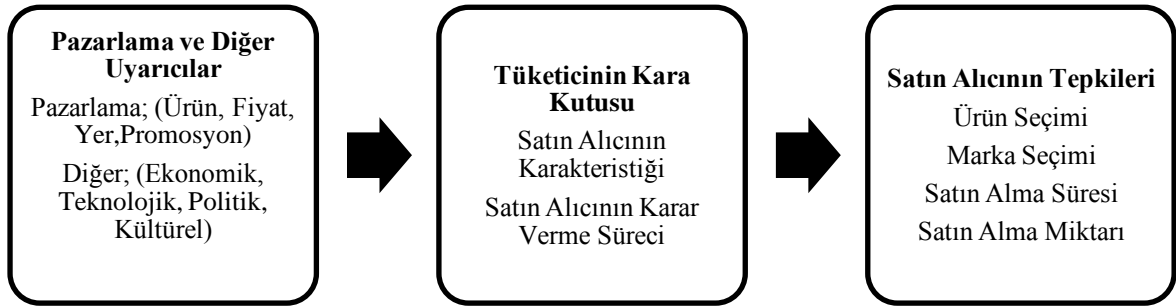 Pazarlama ve Diğer
Uyarıcılar
Pazarlama; (Ürün, Fiyat,
Yer,Promosyon)
Diğer; (Ekonomik,
Teknolojik, Politik,
Kültürel)
Tüketicinin Kara
Kutusu
Satın Alıcının
Karakteristiği
Satın Alıcının Karar
Verme Süreci
Satın Alıcının Tepkileri
Ürün Seçimi
Marka Seçimi
Satın Alma Süresi
Satın Alma Miktarı